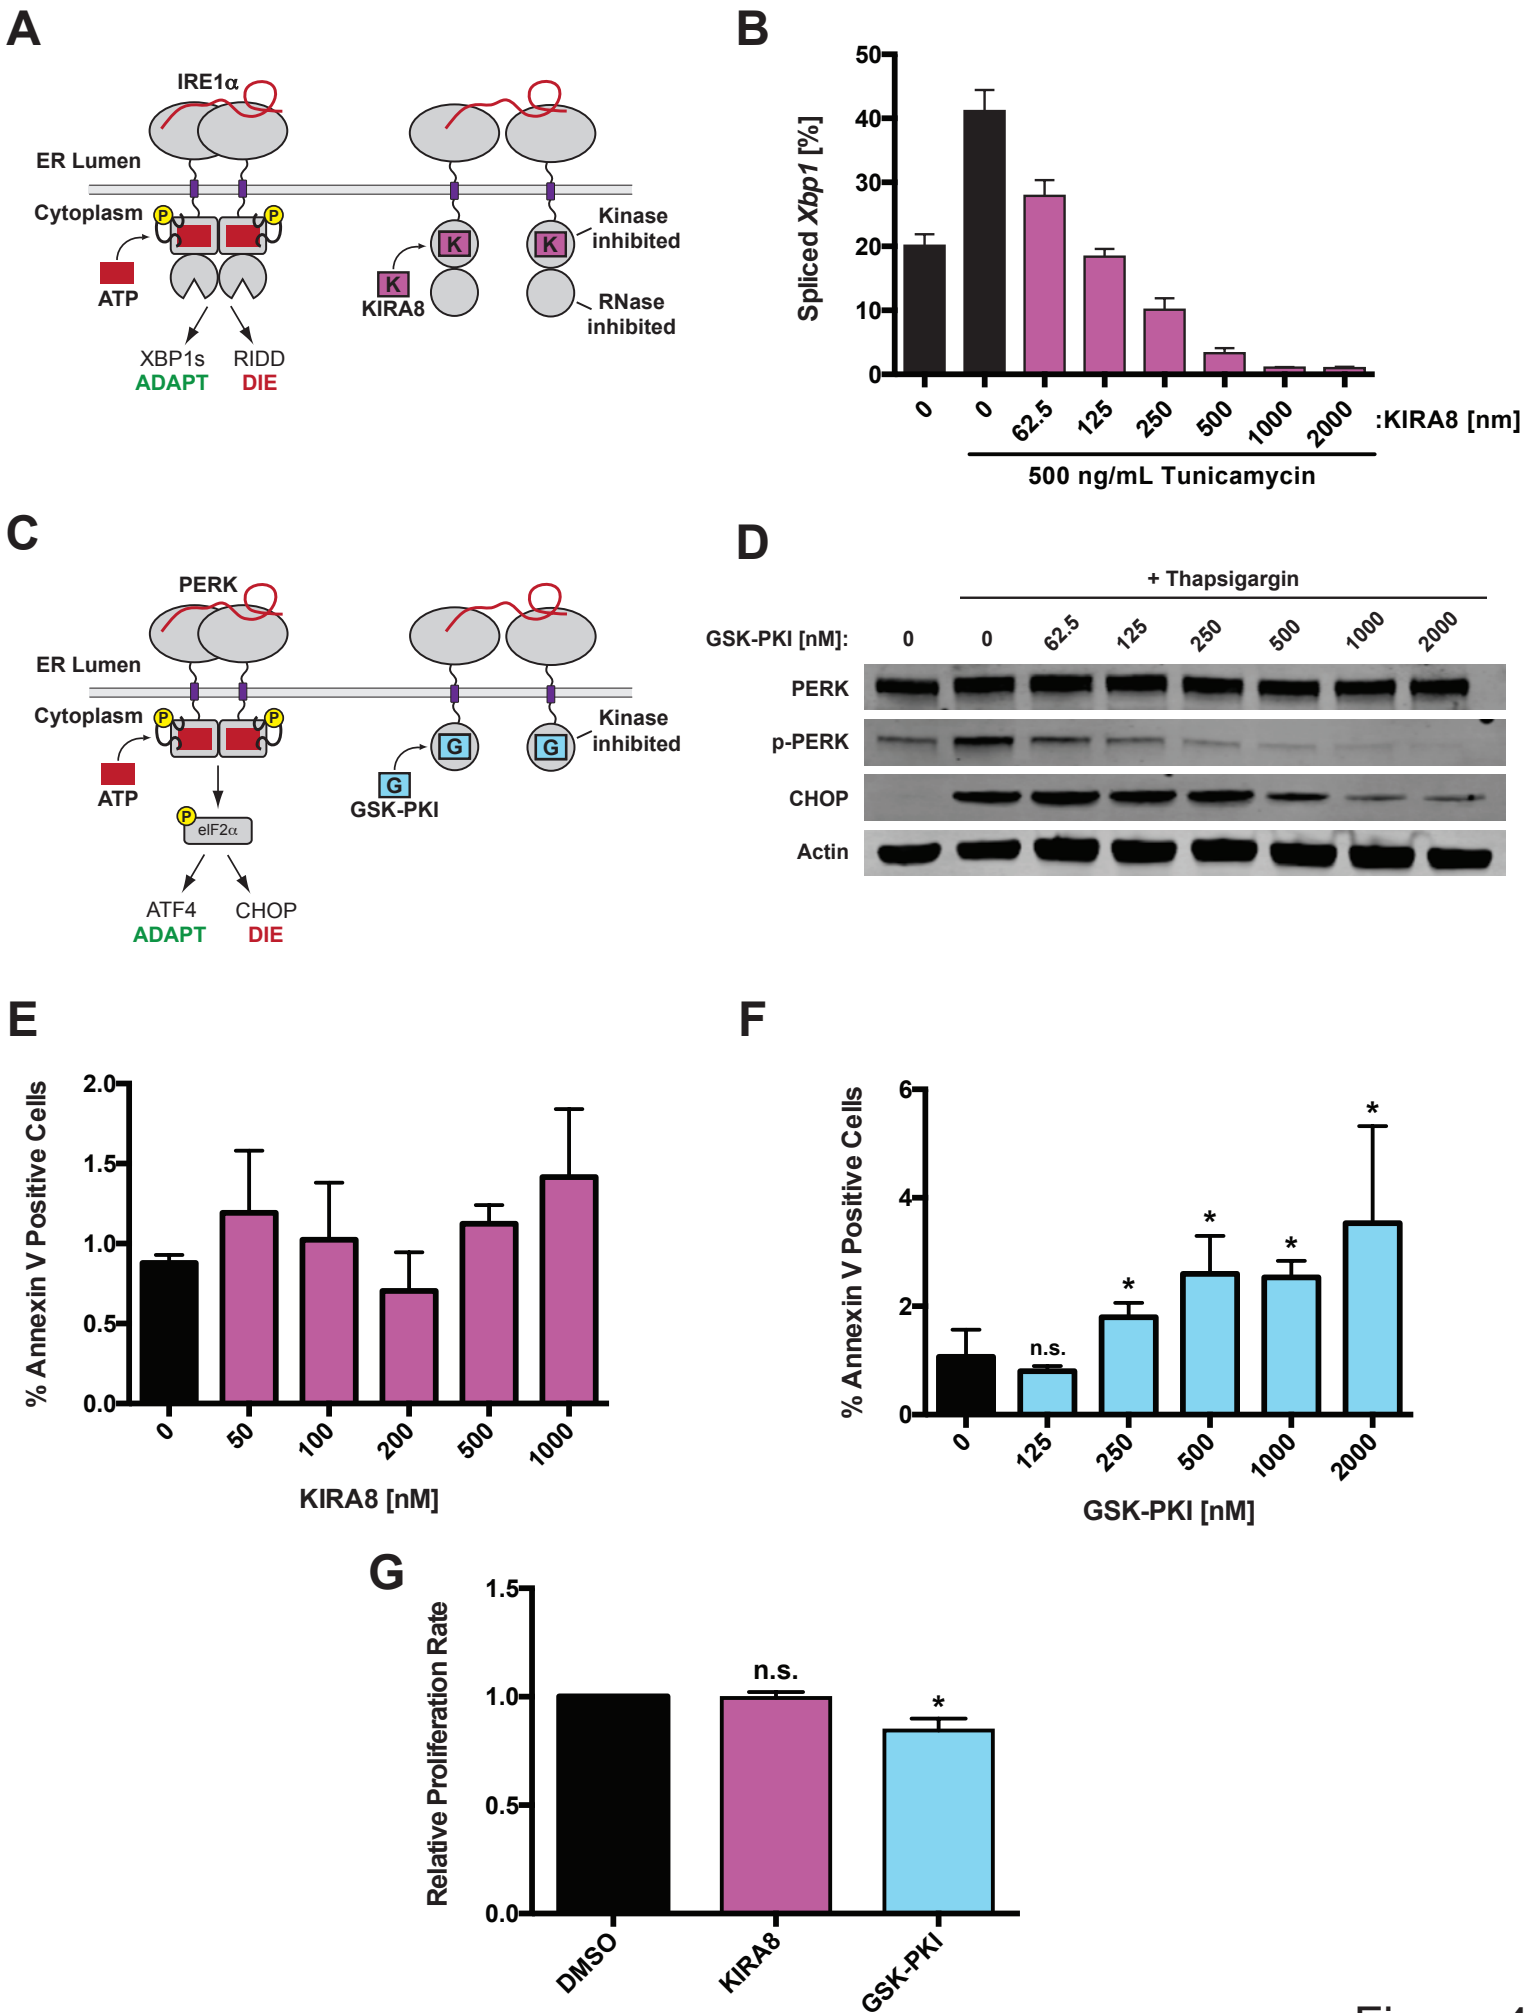 A
IRE1α
ER Lumen
Cytoplasm
P
P
ATP
XBP1s
ADAPT
RIDD
DIE
K
KIRA8
K
K
Kinase
inhibited
RNase
inhibited
B
Spliced Xbp1 [%]
50
40
30
20
10
0
0 0 62.5 125 250 500 1000 2000 :KIRA8 [nm]
500 ng/mL Tunicamycin
C
PERK
ER Lumen
Cytoplasm
P
P
ATP
P
eIF2α
ATF4
ADAPT
CHOP
DIE
G
GSK-PKI
G
G
Kinase
inhibited
D
+ Thapsigargin
GSK-PKI [nM]: 0 0 62.5 125 250 500 1000 2000
PERK
p-PERK
CHOP
Actin
E
% Annexin V Positive Cells
2.0
1.5
1.0
0.5
0.0
0 50 100 200 500 1000
KIRA8 [nM]
F
% Annexin V Positive Cells
6
4
2
0
n.s.
*
*
*
*
0 125 250 500 1000 2000
GSK-PKI [nM]
G
Relative Proliferation Rate
1.5
1.0
0.5
0.0
n.s.
*
DMSO KIRA8 GSK-PKI